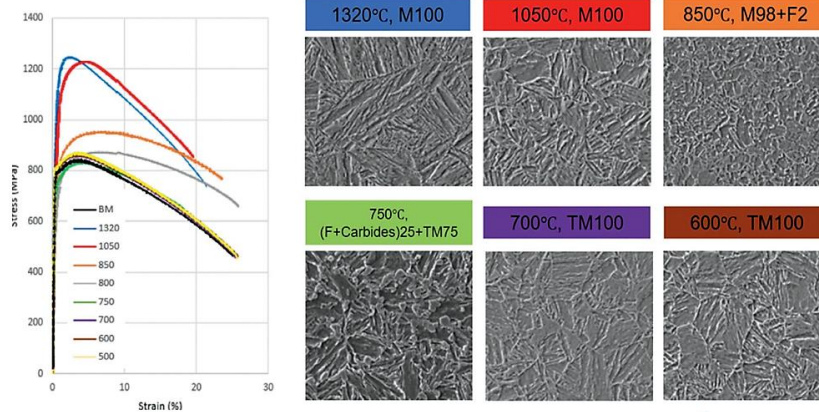 1400
1200
1000
800
600
400
200
0
0
10
20
30
Stress (MPa)
Strain (%)
BM
1320
1050
850
800
750
700
600
500
1320℃, M100
1050℃, M100
850℃, M98+F2
750℃,
(F+Carbides)25+TM75
700℃, TM100
600℃, TM100